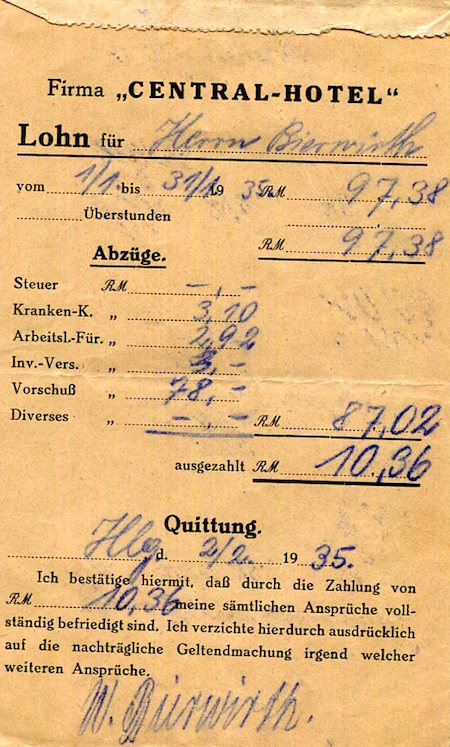 Firma „CENTRAL-HOTEL“
Lohn für Herrn Bierwirth
vom 1/1. bis 31/1. 1935. RM 97,38
Überstunden
RM 97,38
Abzüge.
Steuer RM -,-
Kranken-K. „ 3,10
Arbeitsl.-Für. „ 2,92
Inv.-Vers. „ 3,-
Vorschuß „ 78,-
Diverses „ -,- RM 87,02
ausgezahlt RM 10,36
Quittung.
Hbg d. 2/2. 1935.
Ich bestätige hiermit, daß durch die Zahlung von
RM 10,36 meine sämtlichen Ansprüche voll-
ständig befriedigt sind. Ich verzichte hierdurch ausdrücklich
auf die nachträgliche Geltendmachung irgend welcher
weiteren Ansprüche.
W. Bierwirth.